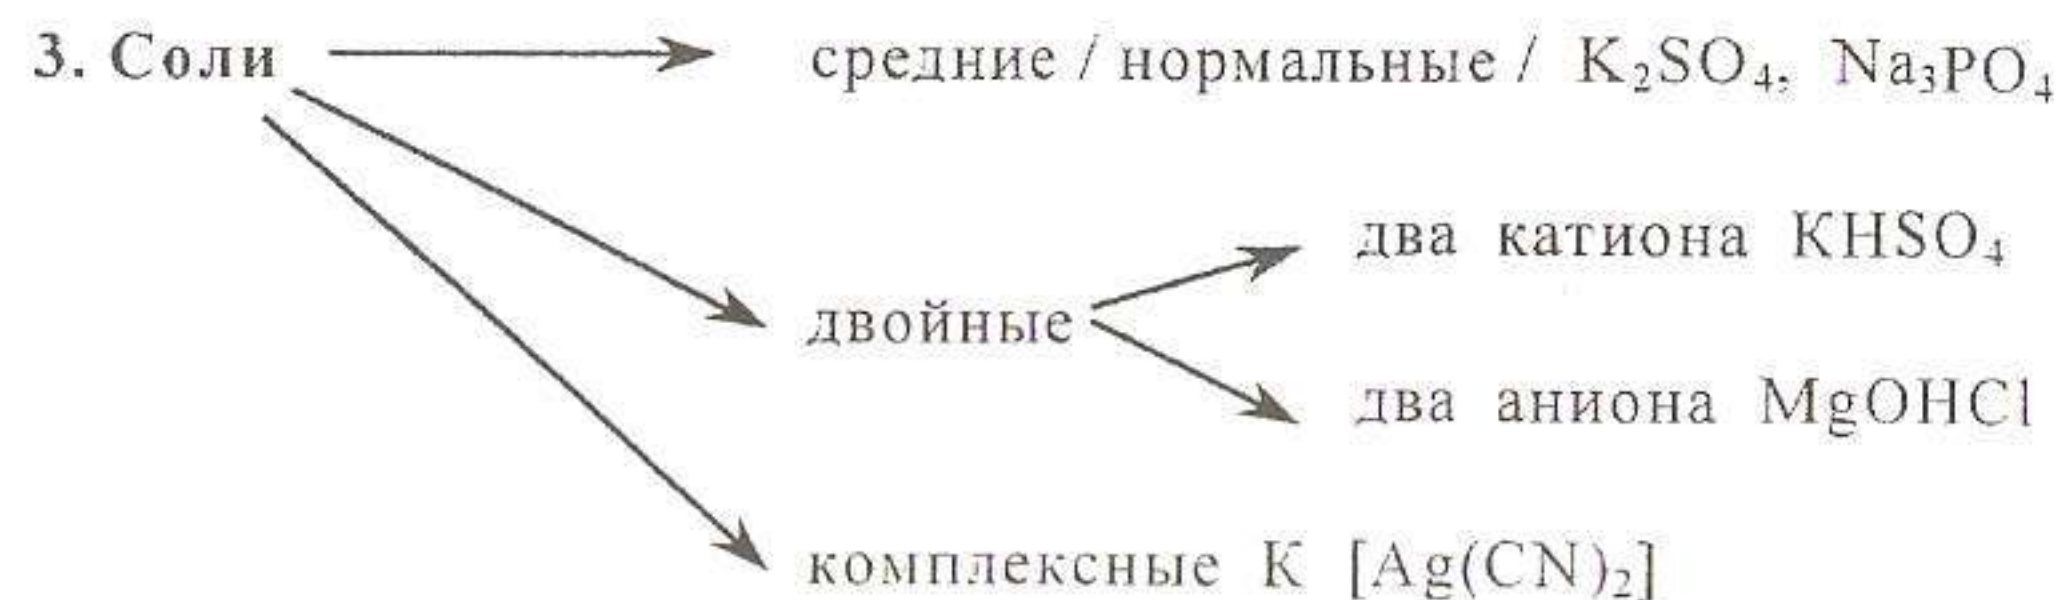 3. Соли средние / нормальные / K₂SO₄, Na₃PO₄
два катиона KHSO₄
двойные
два аниона MgOHCl
комплексные К [Ag(CN)₂]